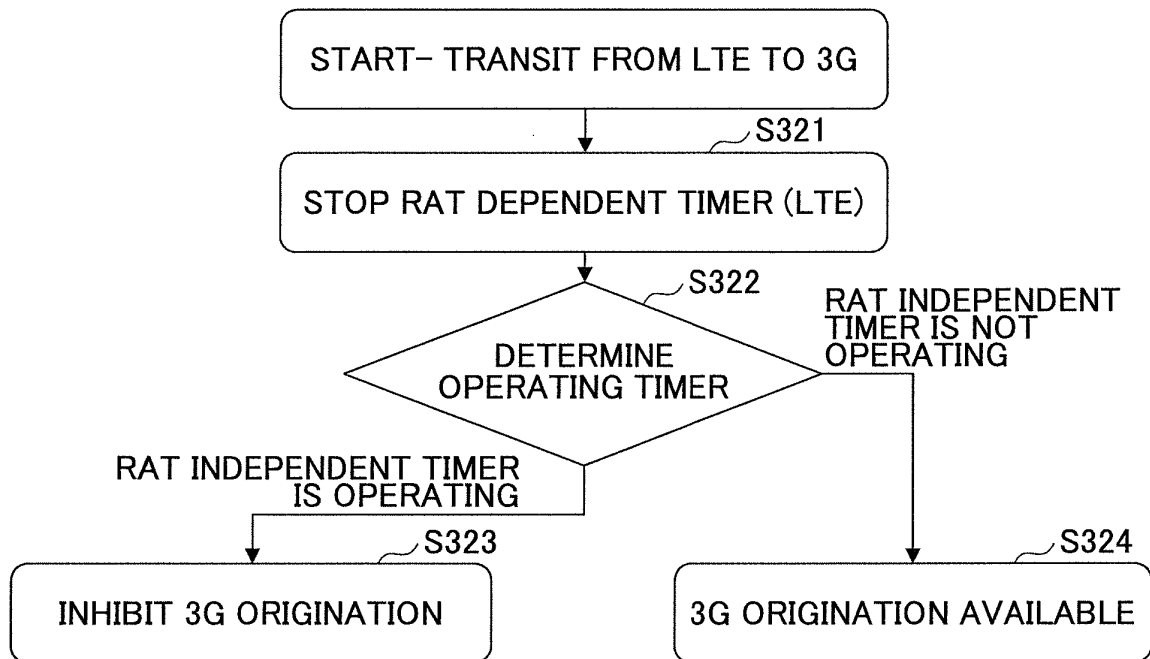 START- TRANSIT FROM LTE TO 3G
S321
STOP RAT DEPENDENT TIMER (LTE)
S322
DETERMINE
OPERATING TIMER
RAT INDEPENDENT
TIMER IS NOT
OPERATING
RAT INDEPENDENT TIMER
IS OPERATING
S323
INHIBIT 3G ORIGINATION
S324
3G ORIGINATION AVAILABLE